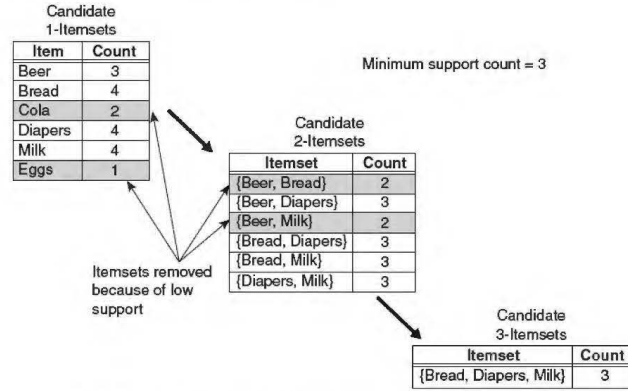 Candidate
1-Itemsets
Item Count
Beer 3
Bread 4
Cola 2
Diapers 4
Milk 4
Eggs 1
Minimum support count = 3
Candidate
2-Itemsets
Itemset Count
{Beer, Bread} 2
{Beer, Diapers} 3
{Beer, Milk} 2
{Bread, Diapers} 3
{Bread, Milk} 3
{Diapers, Milk} 3
Itemsets removed
because of low
support
Candidate
3-Itemsets
Itemset Count
{Bread, Diapers, Milk} 3